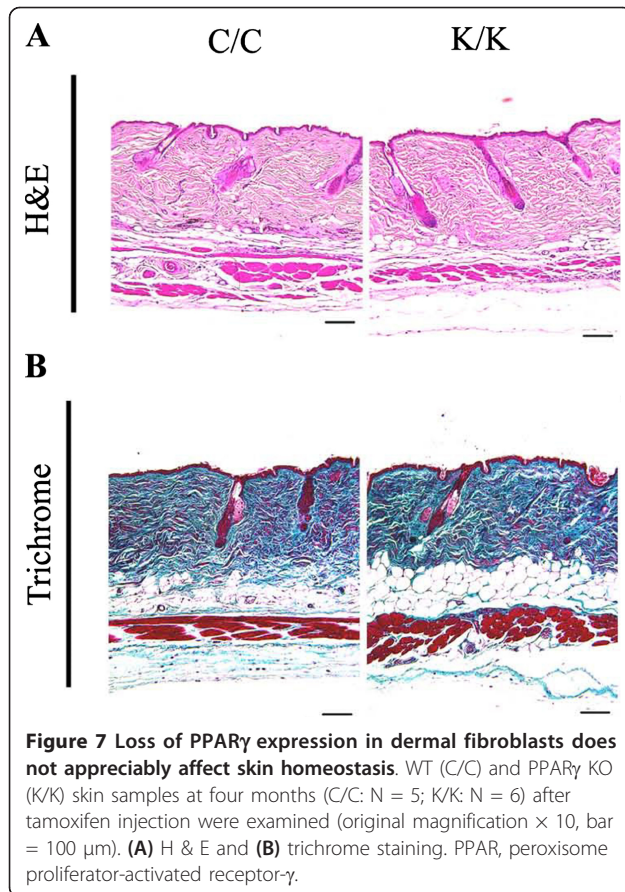 A
C/C
K/K
H&E
B
Trichrome
Figure 7 Loss of PPARγ expression in dermal fibroblasts does
not appreciably affect skin homeostasis. WT (C/C) and PPARγ KO
(K/K) skin samples at four months (C/C: N = 5; K/K: N = 6) after
tamoxifen injection were examined (original magnification × 10, bar
= 100 μm). (A) H & E and (B) trichrome staining. PPAR, peroxisome
proliferator-activated receptor-γ.